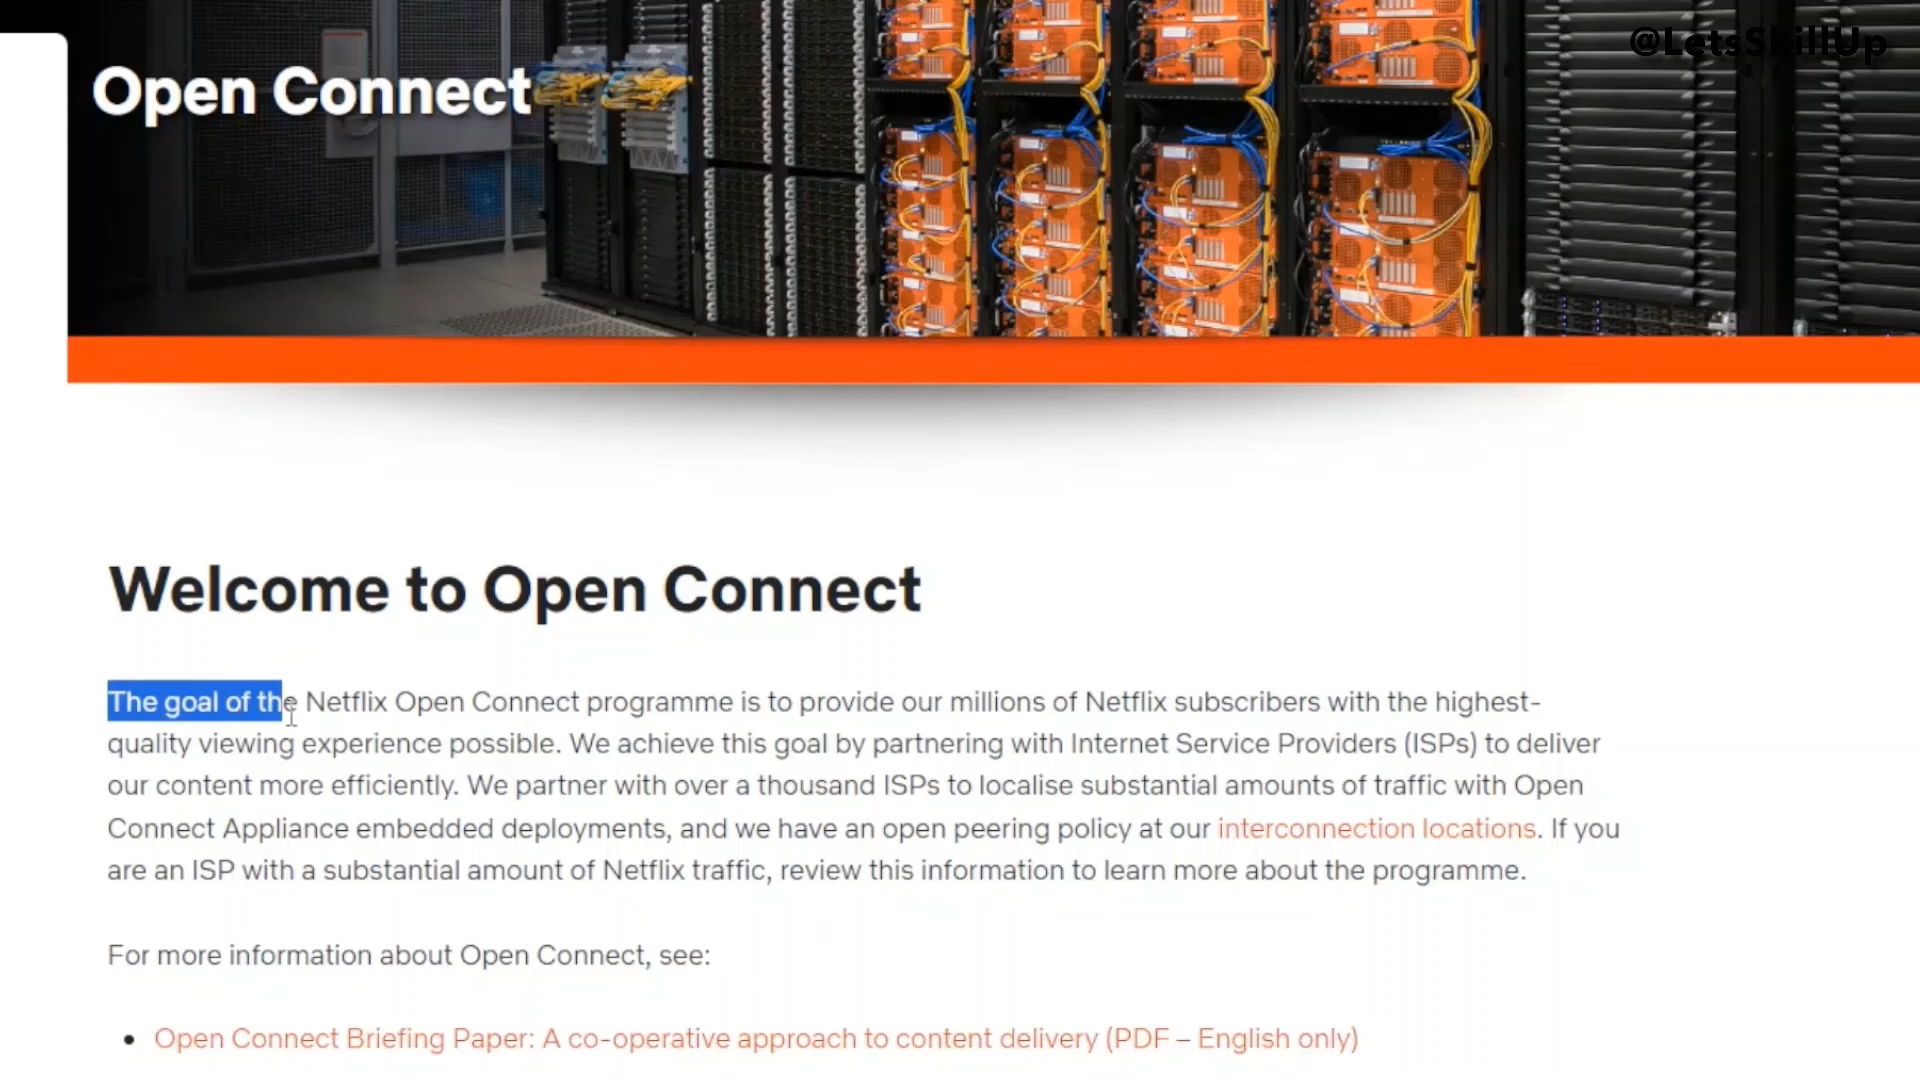 @LetsSkillUp
Open Connect
Welcome to Open Connect
The goal of the Netflix Open Connect programme is to provide our millions of Netflix subscribers with the highest-
quality viewing experience possible. We achieve this goal by partnering with Internet Service Providers (ISPs) to deliver
our content more efficiently. We partner with over a thousand ISPs to localise substantial amounts of traffic with Open
Connect Appliance embedded deployments, and we have an open peering policy at our interconnection locations. If you
are an ISP with a substantial amount of Netflix traffic, review this information to learn more about the programme.
For more information about Open Connect, see:
• Open Connect Briefing Paper: A co-operative approach to content delivery (PDF – English only)